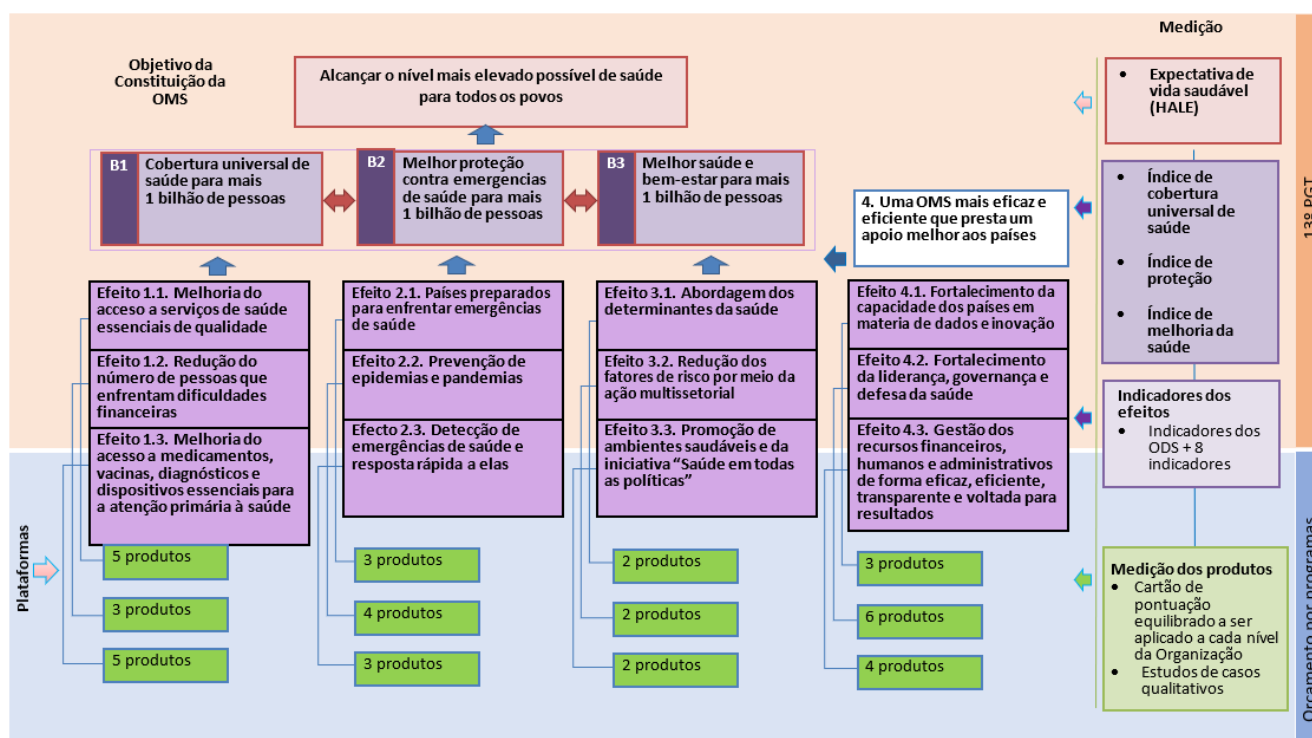 Medição
Objetivo da
Constituição da
OMS
Alcançar o nível mais elevado possível de saúde
para todos os povos
• Expectativa de
vida saudável
(HALE)
B1
Cobertura universal de
saúde para mais
1 bilhão de pessoas
B2
Melhor proteção
contra emergencias
de saúde para mais
1 bilhão de pessoas
B3
Melhor saúde e
bem-estar para mais
1 bilhão de pessoas
4. Uma OMS mais eficaz e
eficiente que presta um
apoio melhor aos países
• Índice de
cobertura
universal de
saúde
• Índice de
proteção
• Índice de
melhoria da
saúde
13º PGT
Efeito 1.1. Melhoria do
acesso a serviços de saúde
essenciais de qualidade
Efeito 1.2. Redução do
número de pessoas que
enfrentam dificuldades
financeiras
Efeito 1.3. Melhoria do
acesso a medicamentos,
vacinas, diagnósticos e
dispositivos essenciais para
a atenção primária à saúde
Efeito 2.1. Países preparados
para enfrentar emergências
de saúde
Efeito 2.2. Prevenção de
epidemias e pandemias
Efecto 2.3. Detecção de
emergências de saúde e
resposta rápida a elas
Efeito 3.1. Abordagem dos
determinantes da saúde
Efeito 3.2. Redução dos
fatores de risco por meio da
ação multissetorial
Efeito 3.3. Promoção de
ambientes saudáveis e da
iniciativa “Saúde em todas
as políticas”
Efeito 4.1. Fortalecimento da
capacidade dos países em
materia de dados e inovação
Efeito 4.2. Fortalecimento
da liderança, governança e
defesa da saúde
Efeito 4.3. Gestão dos
recursos financeiros,
humanos e administrativos
de forma eficaz, eficiente,
transparente e voltada para
resultados
Indicadores dos
efeitos
• Indicadores dos
ODS + 8
indicadores
Plataformas
5 produtos
3 produtos
5 produtos
3 produtos
4 produtos
3 produtos
2 produtos
2 produtos
2 produtos
3 produtos
6 produtos
4 produtos
Medição dos produtos
• Cartão de
pontuação
equilibrado a ser
aplicado a cada nível
da Organização
• Estudos de casos
qualitativos
Orçamento por programas